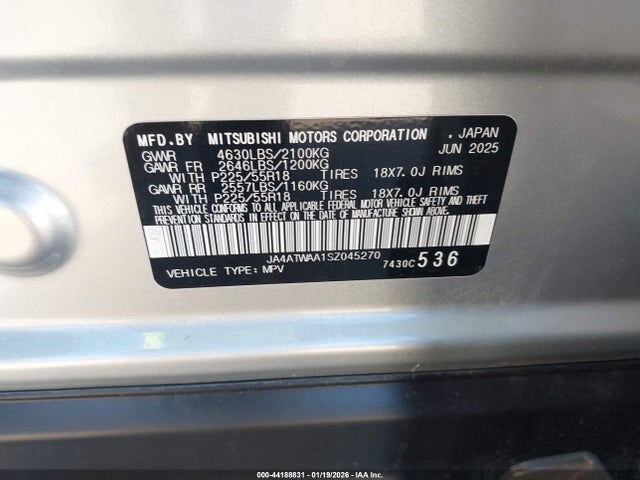 MFD.BY MITSUBISHI MOTORS CORPORATION . JAPAN
GVWR 4630LBS/2100KG JUN 2025
GAWR FR 2646LBS/1200KG
WITH P225/55R18 TIRES 18X7.0J RIMS
GAWR RR 2557LBS/1160KG
WITH P225/55R18 TIRES 18X7.0J RIMS
THIS VEHICLE CONFORMS TO ALL APPLICABLE FEDERAL MOTOR VEHICLE SAFETY AND THEFT
PREVENTION STANDARDS IN EFFECT ON THE DATE OF MANUFACTURE SHOWN ABOVE.
JA4ATWAA1SZ045270
VEHICLE TYPE: MPV 7430C 536
000-44188831 - 01/19/2026 - IAA Inc.